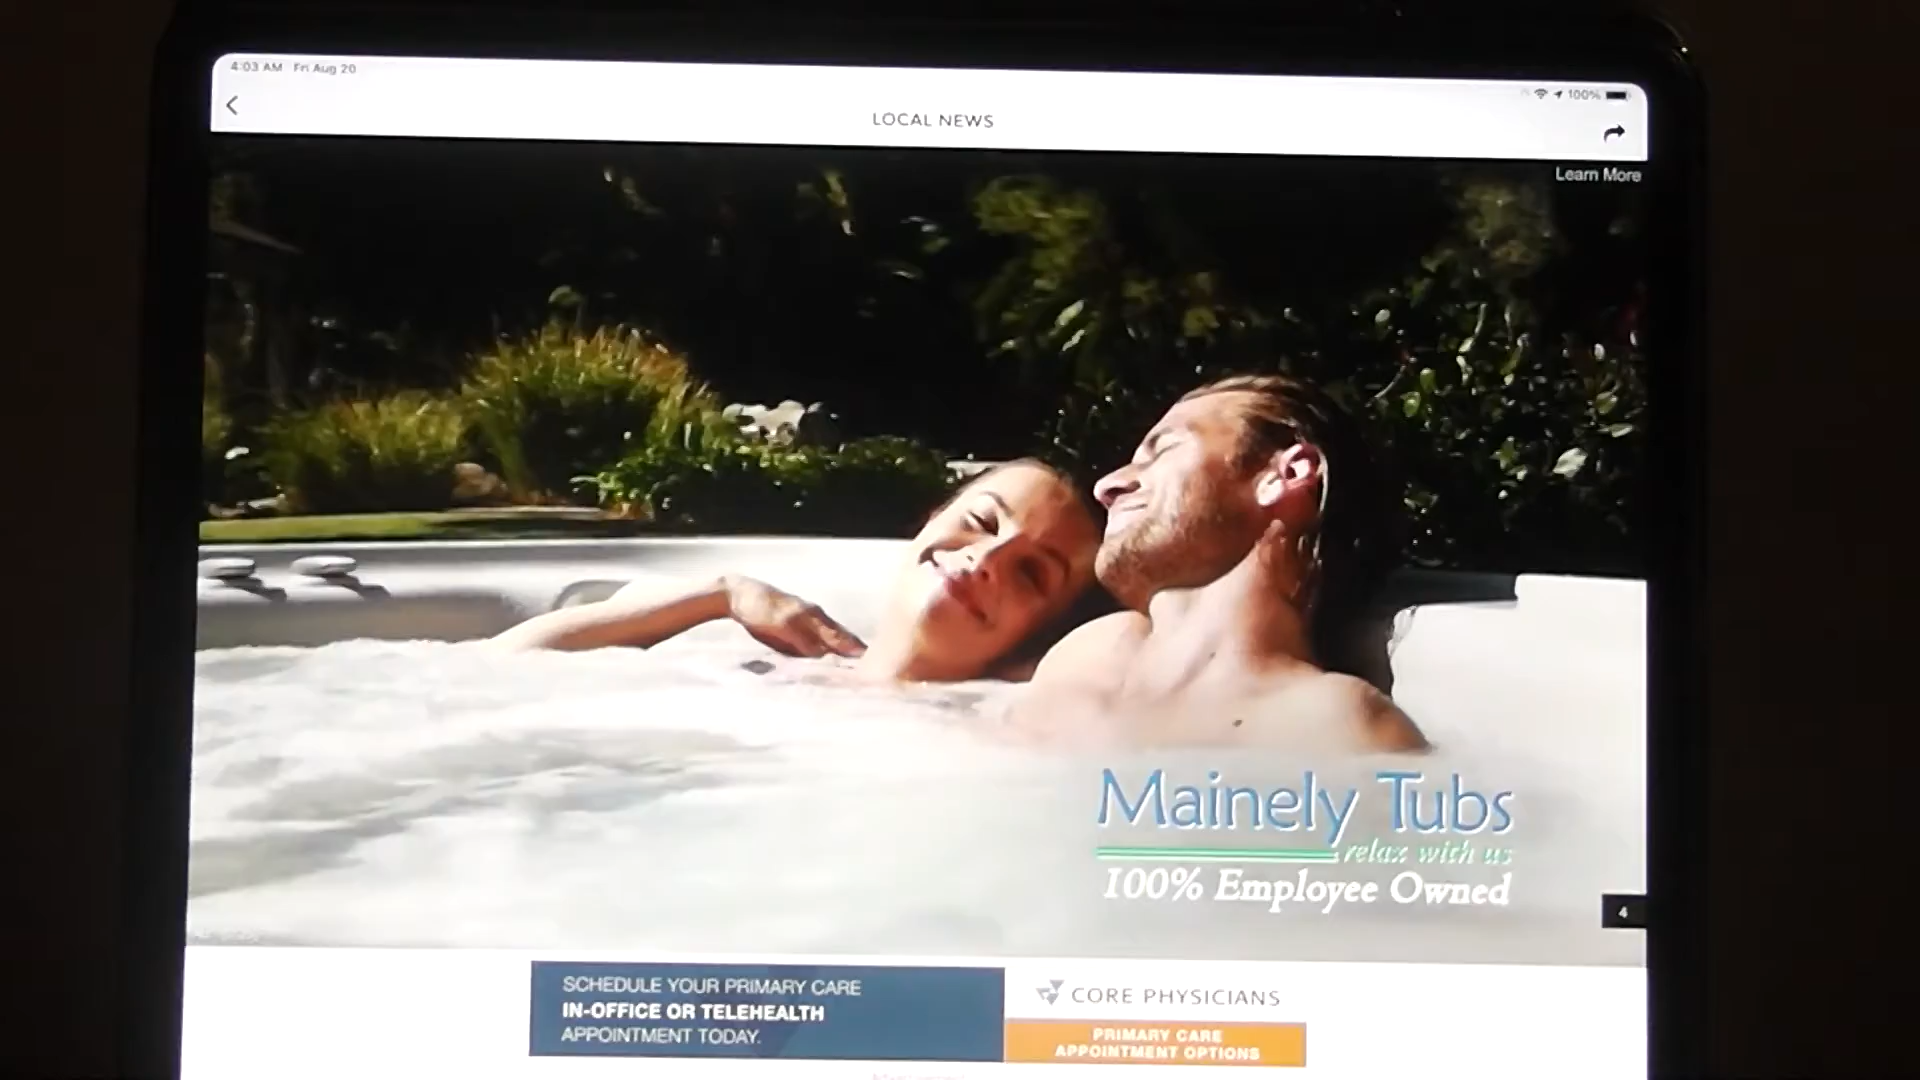 4:03 AM Fri Aug 20
100%
LOCAL NEWS
Learn More
Mainely Tubs
relax with us
100% Employee Owned
4
SCHEDULE YOUR PRIMARY CARE
IN-OFFICE OR TELEHEALTH
APPOINTMENT TODAY.
CORE PHYSICIANS
PRIMARY CARE
APPOINTMENT OPTIONS